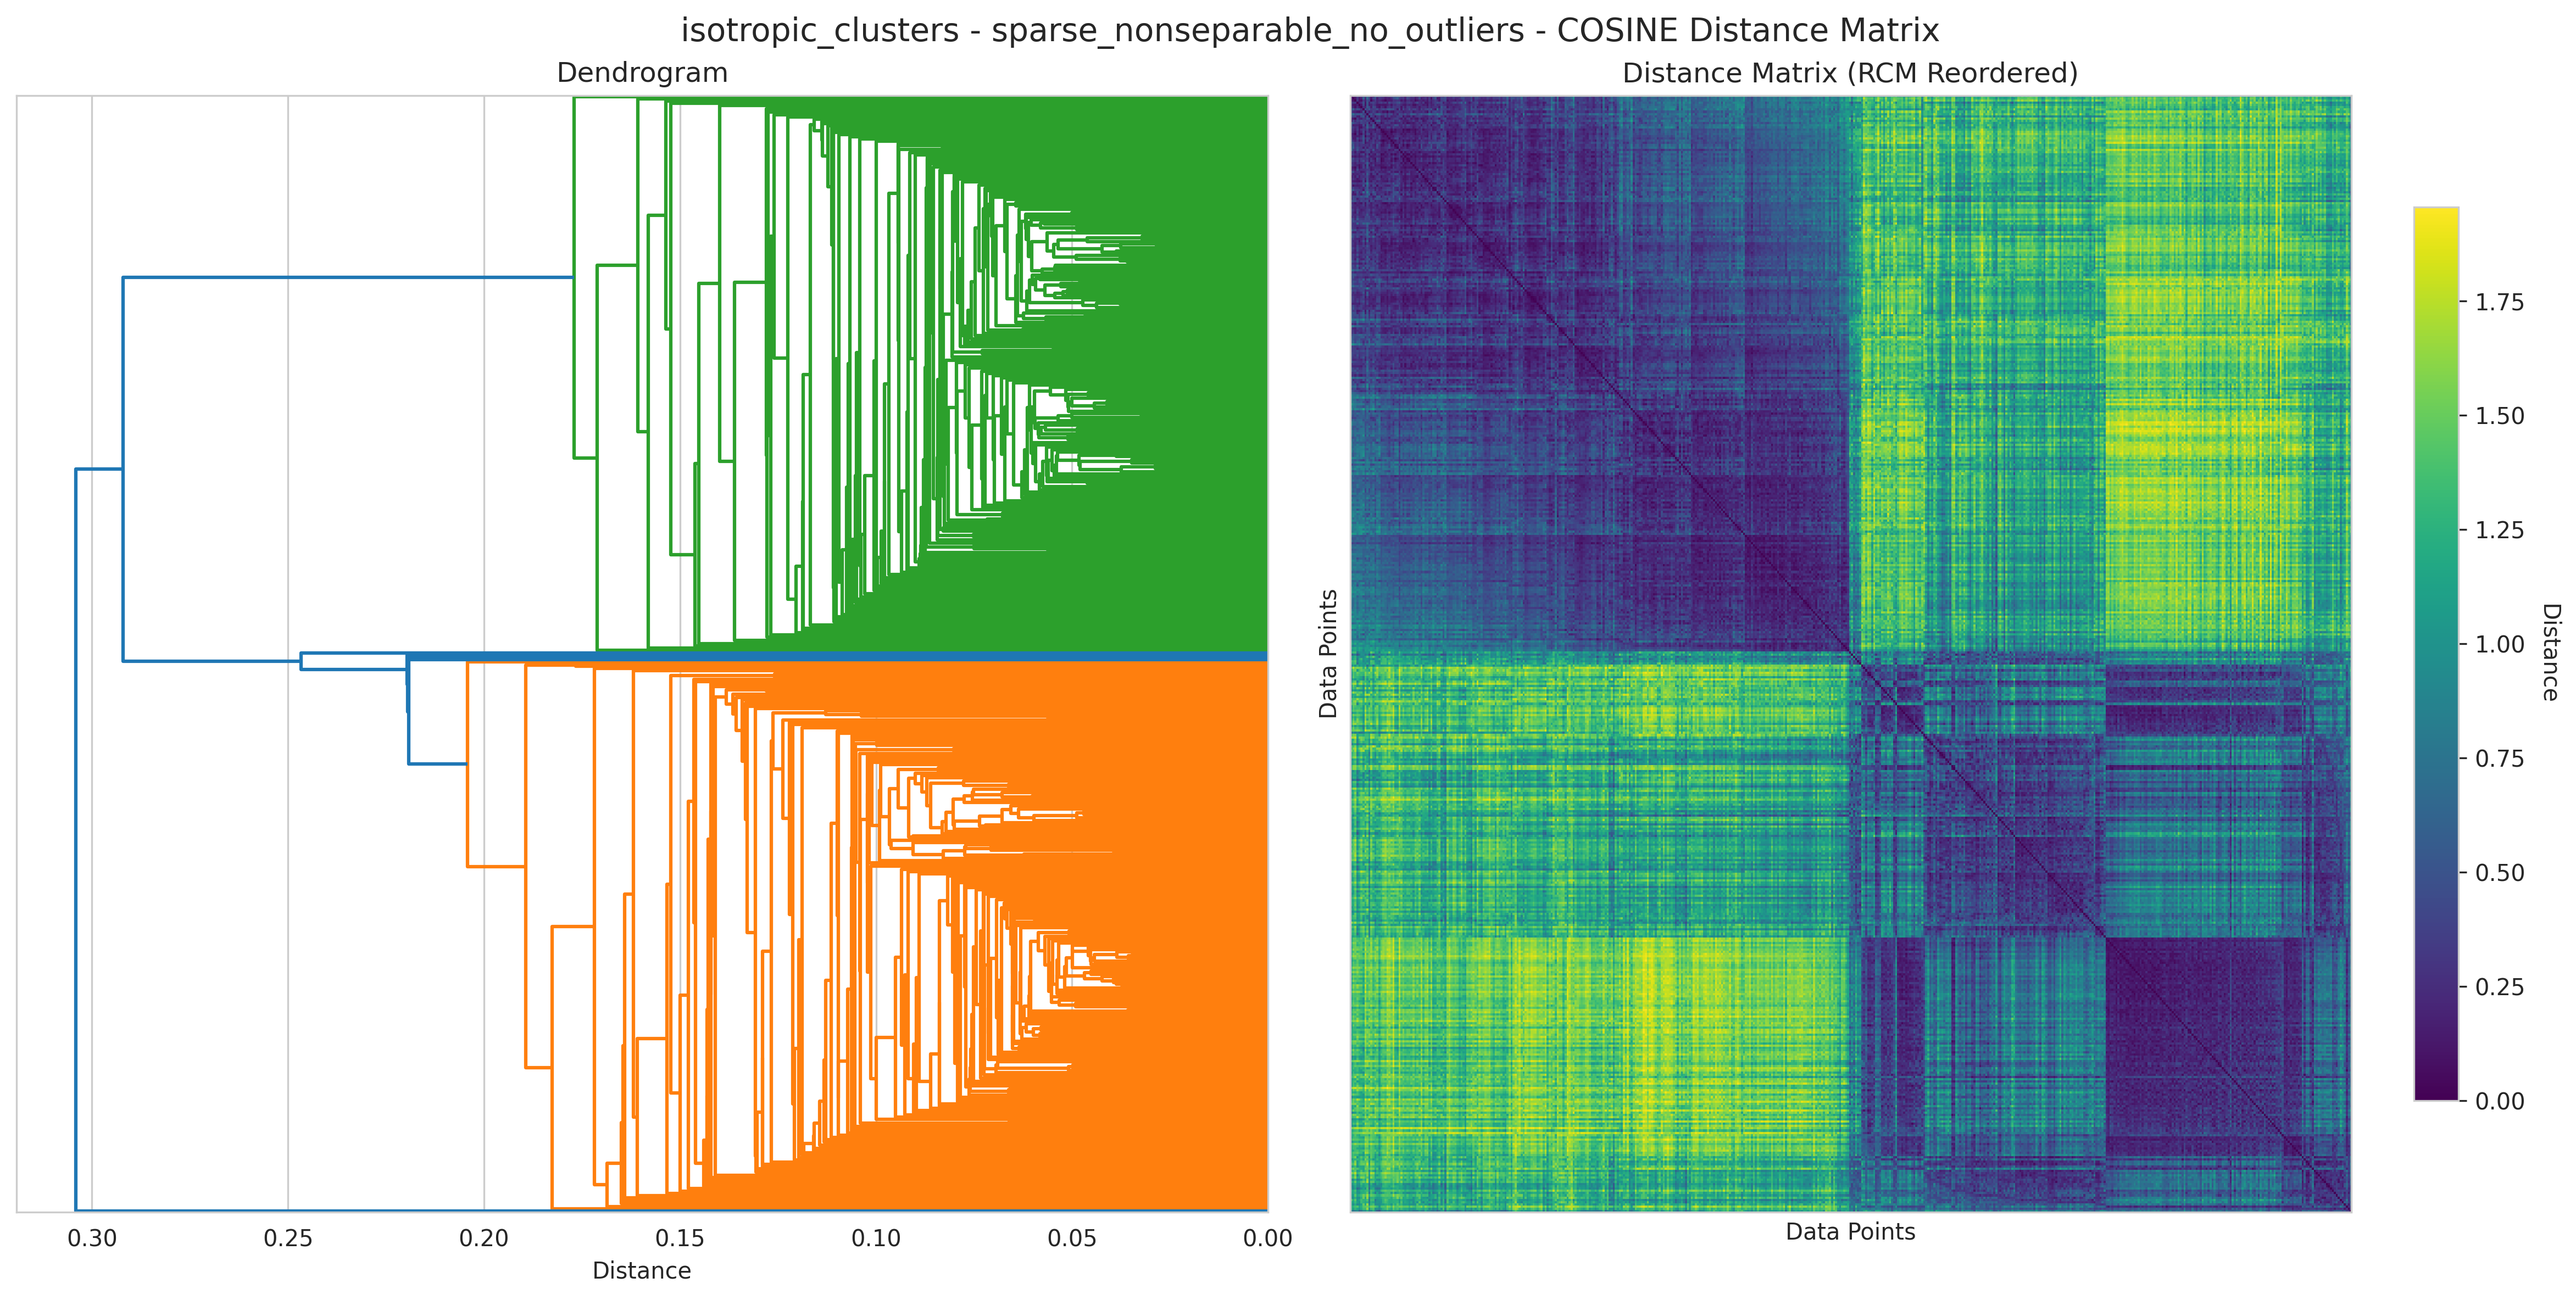 isotropic_clusters - sparse_nonseparable_no_outliers - COSINE Distance Matrix
Dendrogram
0.30 0.25 0.20 0.15 0.10 0.05 0.00
Distance
Distance Matrix (RCM Reordered)
Data Points
Data Points
1.75
1.50
1.25
1.00
0.75
0.50
0.25
0.00
Distance